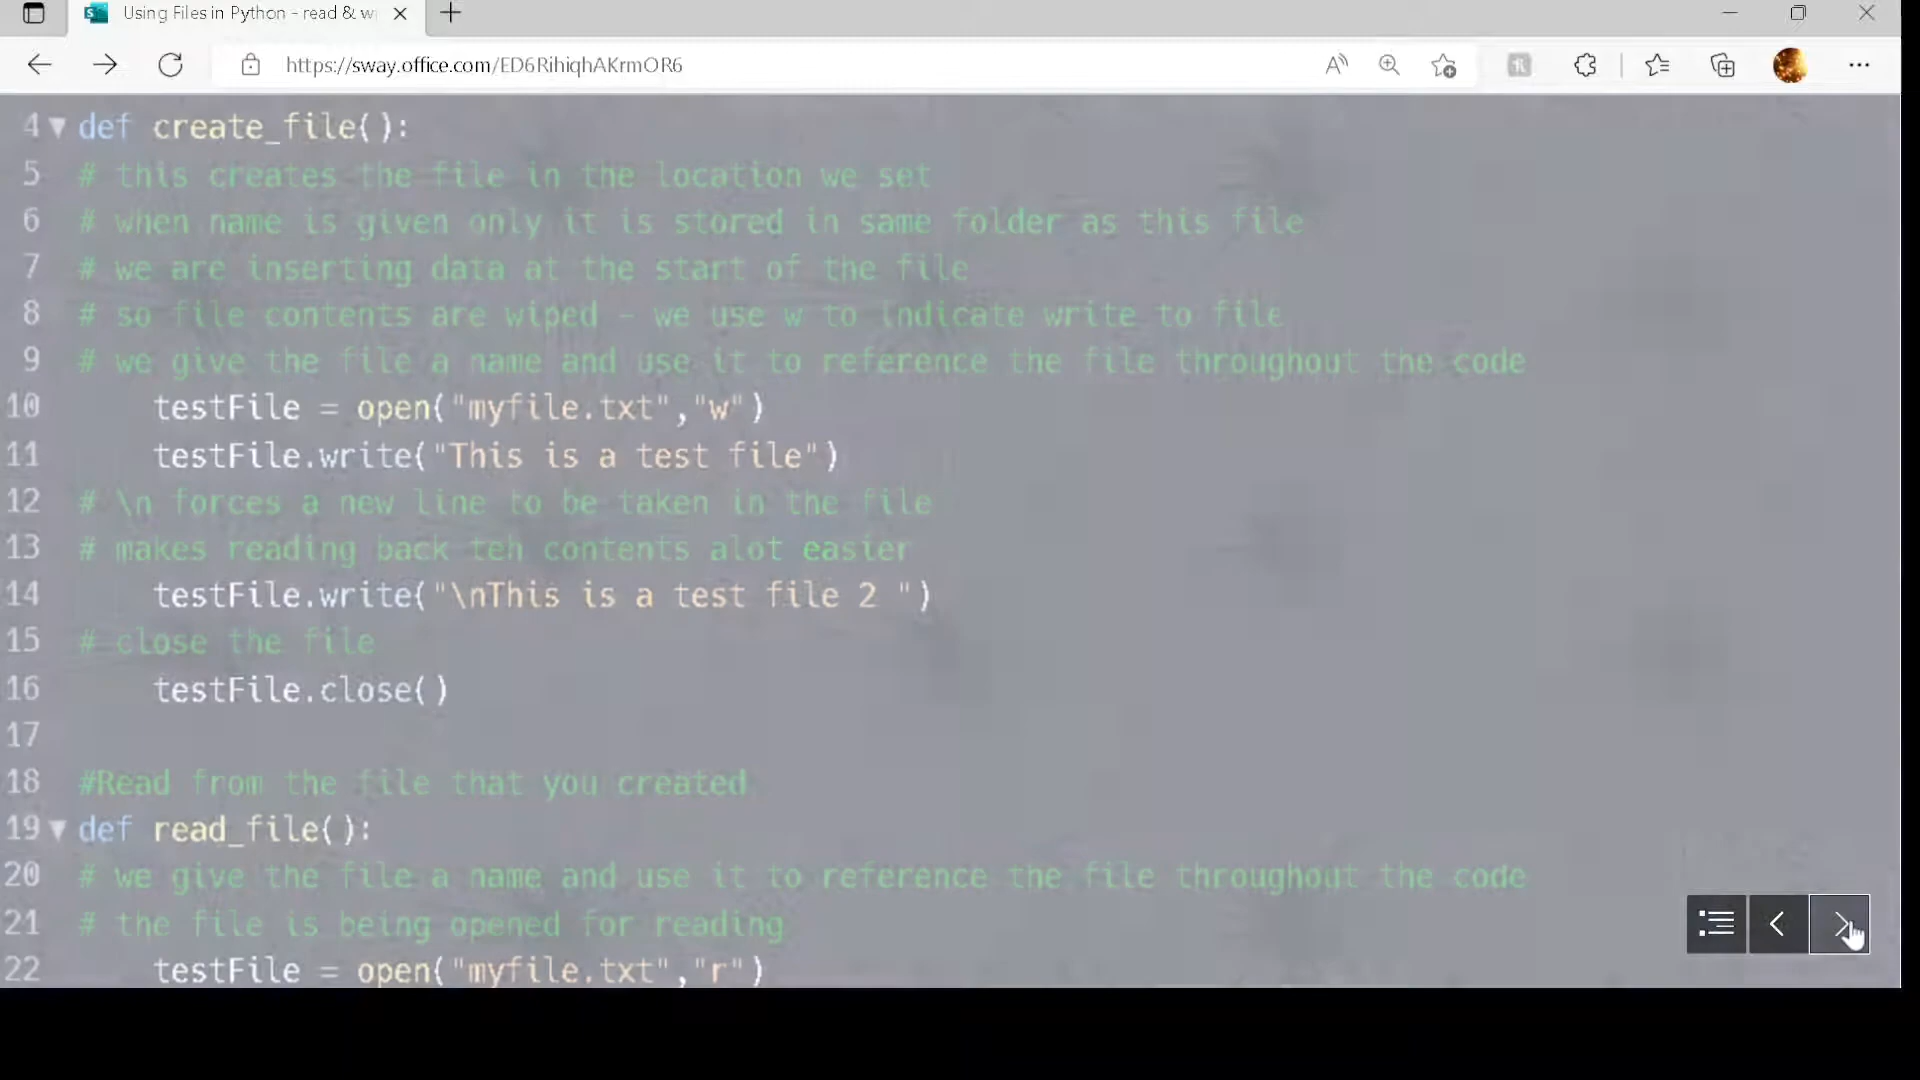 Using Files in Python - read & w
https://sway.office.com/ED6RihiqhAKrmOR6
4 def create_file():
5 # this creates the file in the location we set
6 # when name is given only it is stored in same folder as this file
7 # we are inserting data at the start of the file
8 # so file contents are wiped - we use w to indicate write to file
9 # we give the file a name and use it to reference the file throughout the code
10 testFile = open("myfile.txt","w")
11 testFile.write("This is a test file")
12 # \n forces a new line to be taken in the file
13 # makes reading back teh contents alot easier
14 testFile.write("\nThis is a test file 2 ")
15 # close the file
16 testFile.close()
17
18 #Read from the file that you created
19 def read_file():
20 # we give the file a name and use it to reference the file throughout the code
21 # the file is being opened for reading
22 testFile = open("myfile.txt","r")